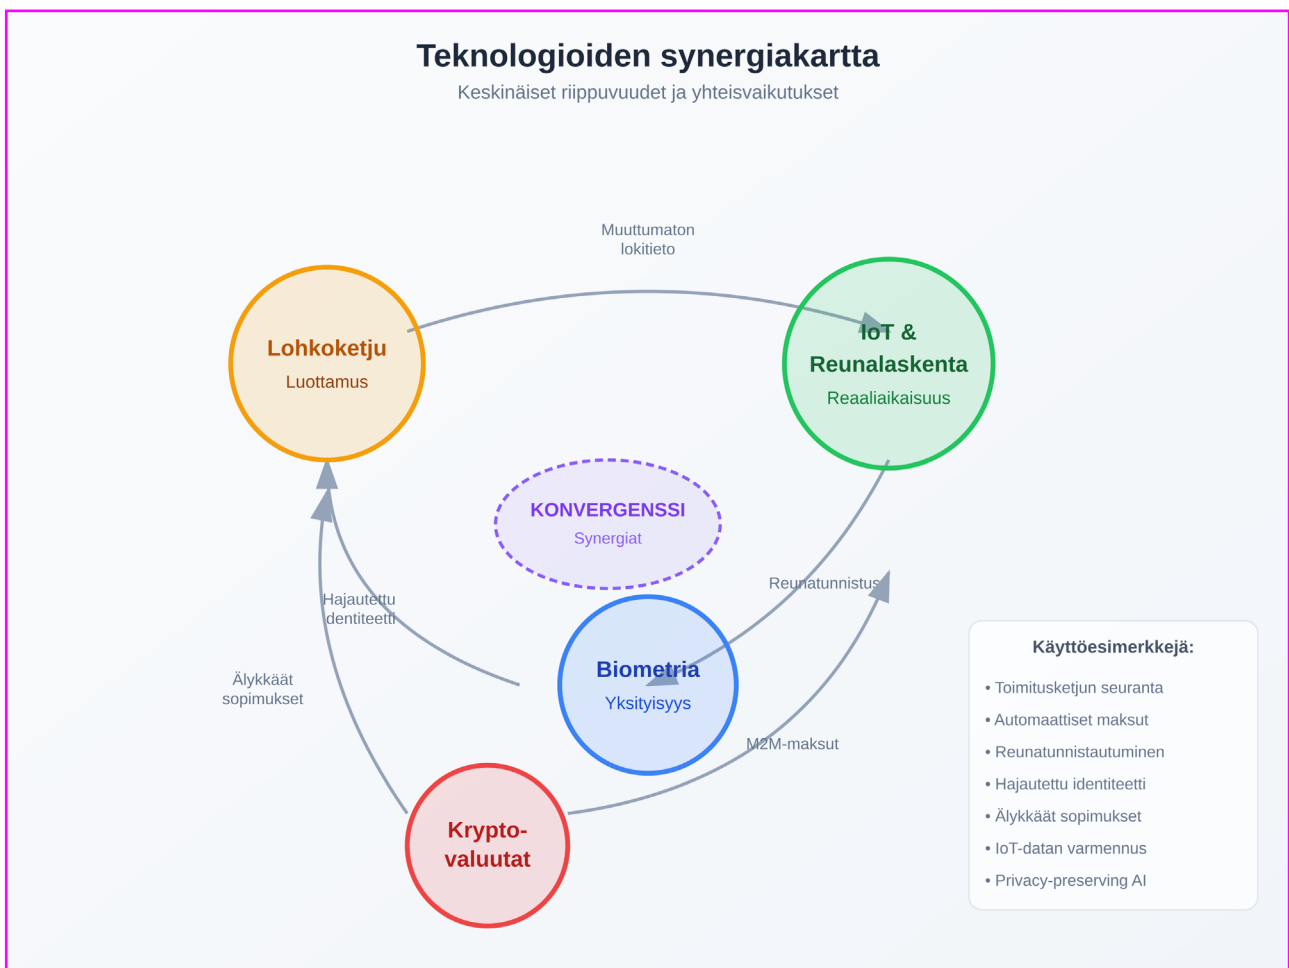 Teknologioiden synergiakartta
Keskinäiset riippuvuudet ja yhteisvaikutukset
Muuttumaton
lokitieto
Lohkoketju
Luottamus
IoT &
Reunalaskenta
Reaaliaikaisuus
KONVERGENSSI
Synergiat
Reunatunnistus
Hajautettu
dentiteetti
Älykkäät
sopimukset
Biometria
Yksityisyys
M2M-maksut
Krypto-
valuutat
Käyttöesimerkkejä:
• Toimitusketjun seuranta
• Automaattiset maksut
• Reunatunnistautuminen
• Hajautettu identiteetti
• Älykkäät sopimukset
• IoT-datan varmennus
• Privacy-preserving AI